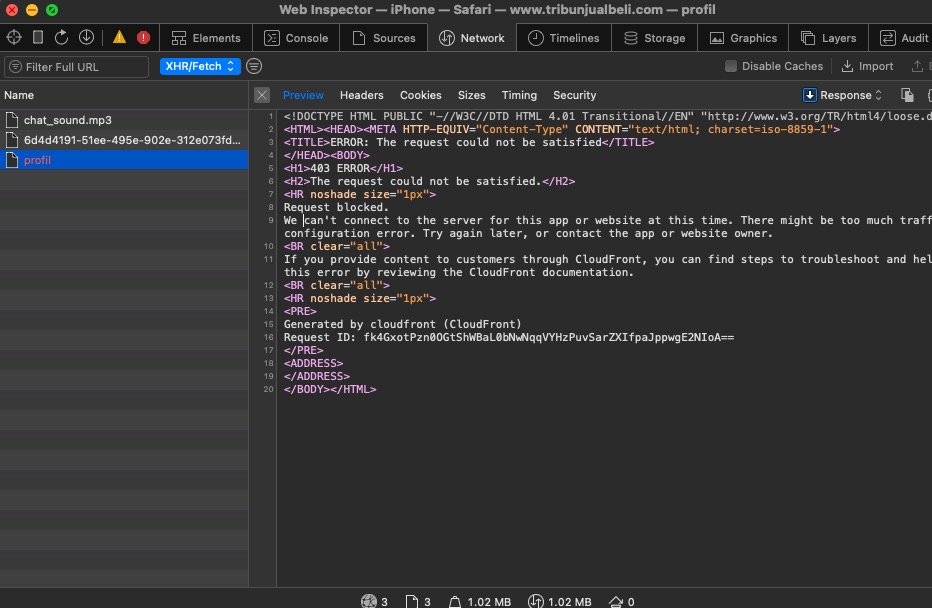 Web Inspector — iPhone — Safari — www.tribunjualbeli.com — profil
Elements Console Sources Network Timelines Storage Graphics Layers Audit
Filter Full URL XHR/Fetch Disable Caches Import
Name Preview Headers Cookies Sizes Timing Security Response
chat_sound.mp3
6d4d4191-51ee-495e-902c-312e073fd...
profil
1 <!DOCTYPE HTML PUBLIC "-//W3C//DTD HTML 4.01 Transitional//EN" "http://www.w3.org/TR/html4/loose.d
2 <HTML><HEAD><META HTTP-EQUIV="Content-Type" CONTENT="text/html; charset=iso-8859-1">
3 <TITLE>ERROR: The request could not be satisfied</TITLE>
4 </HEAD><BODY>
5 <H1>403 ERROR</H1>
6 <H2>The request could not be satisfied.</H2>
7 <HR noshade size="1px">
8 Request blocked.
9 We can't connect to the server for this app or website at this time. There might be too much traff
configuration error. Try again later, or contact the app or website owner.
10 <BR clear="all">
11 If you provide content to customers through CloudFront, you can find steps to troubleshoot and hel
this error by reviewing the CloudFront documentation.
12 <BR clear="all">
13 <HR noshade size="1px">
14 <PRE>
15 Generated by cloudfront (CloudFront)
16 Request ID: fk4GxotPzn0OGtShWBaL0bNwNqqVYHzPuvSarZXIfpaJppwgE2NIoA==
17 </PRE>
18 <ADDRESS>
19 </ADDRESS>
20 </BODY></HTML>
3 3 1.02 MB 1.02 MB 0